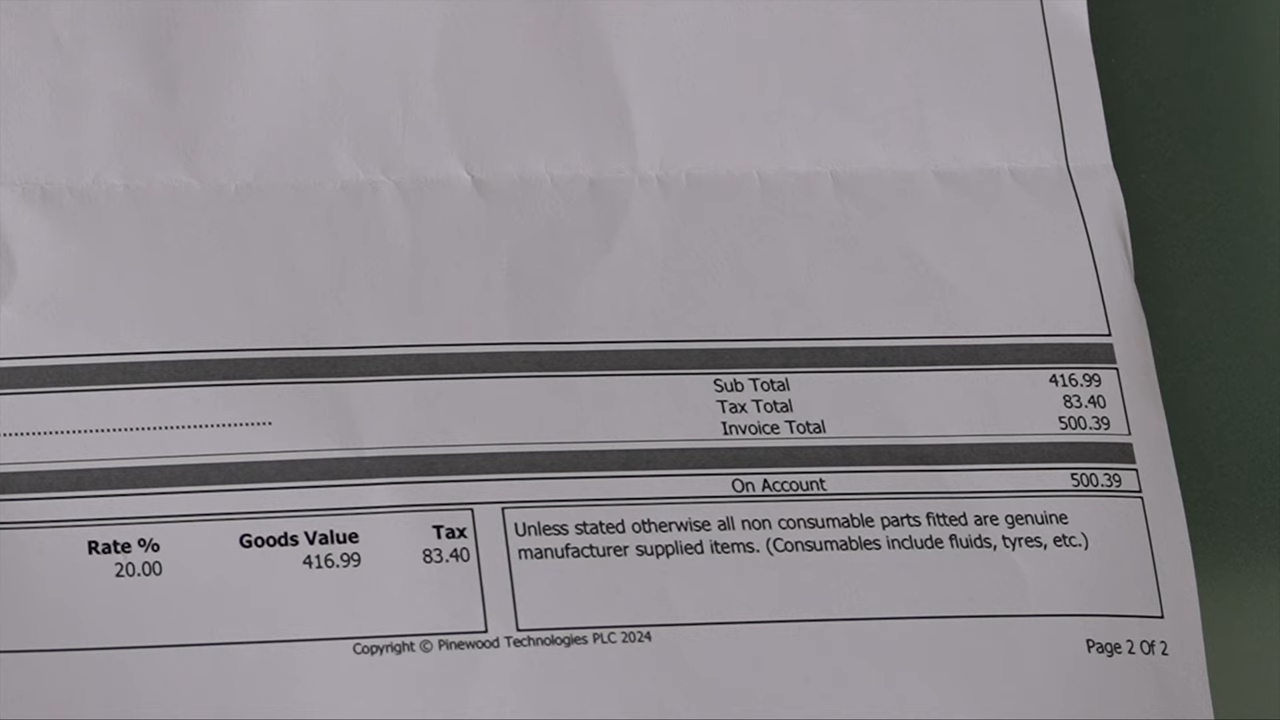 Sub Total 416.99
Tax Total 83.40
Invoice Total 500.39
On Account 500.39
Rate % Goods Value Tax
20.00 416.99 83.40
Unless stated otherwise all non consumable parts fitted are genuine
manufacturer supplied items. (Consumables include fluids, tyres, etc.)
Copyright © Pinewood Technologies PLC 2024
Page 2 Of 2